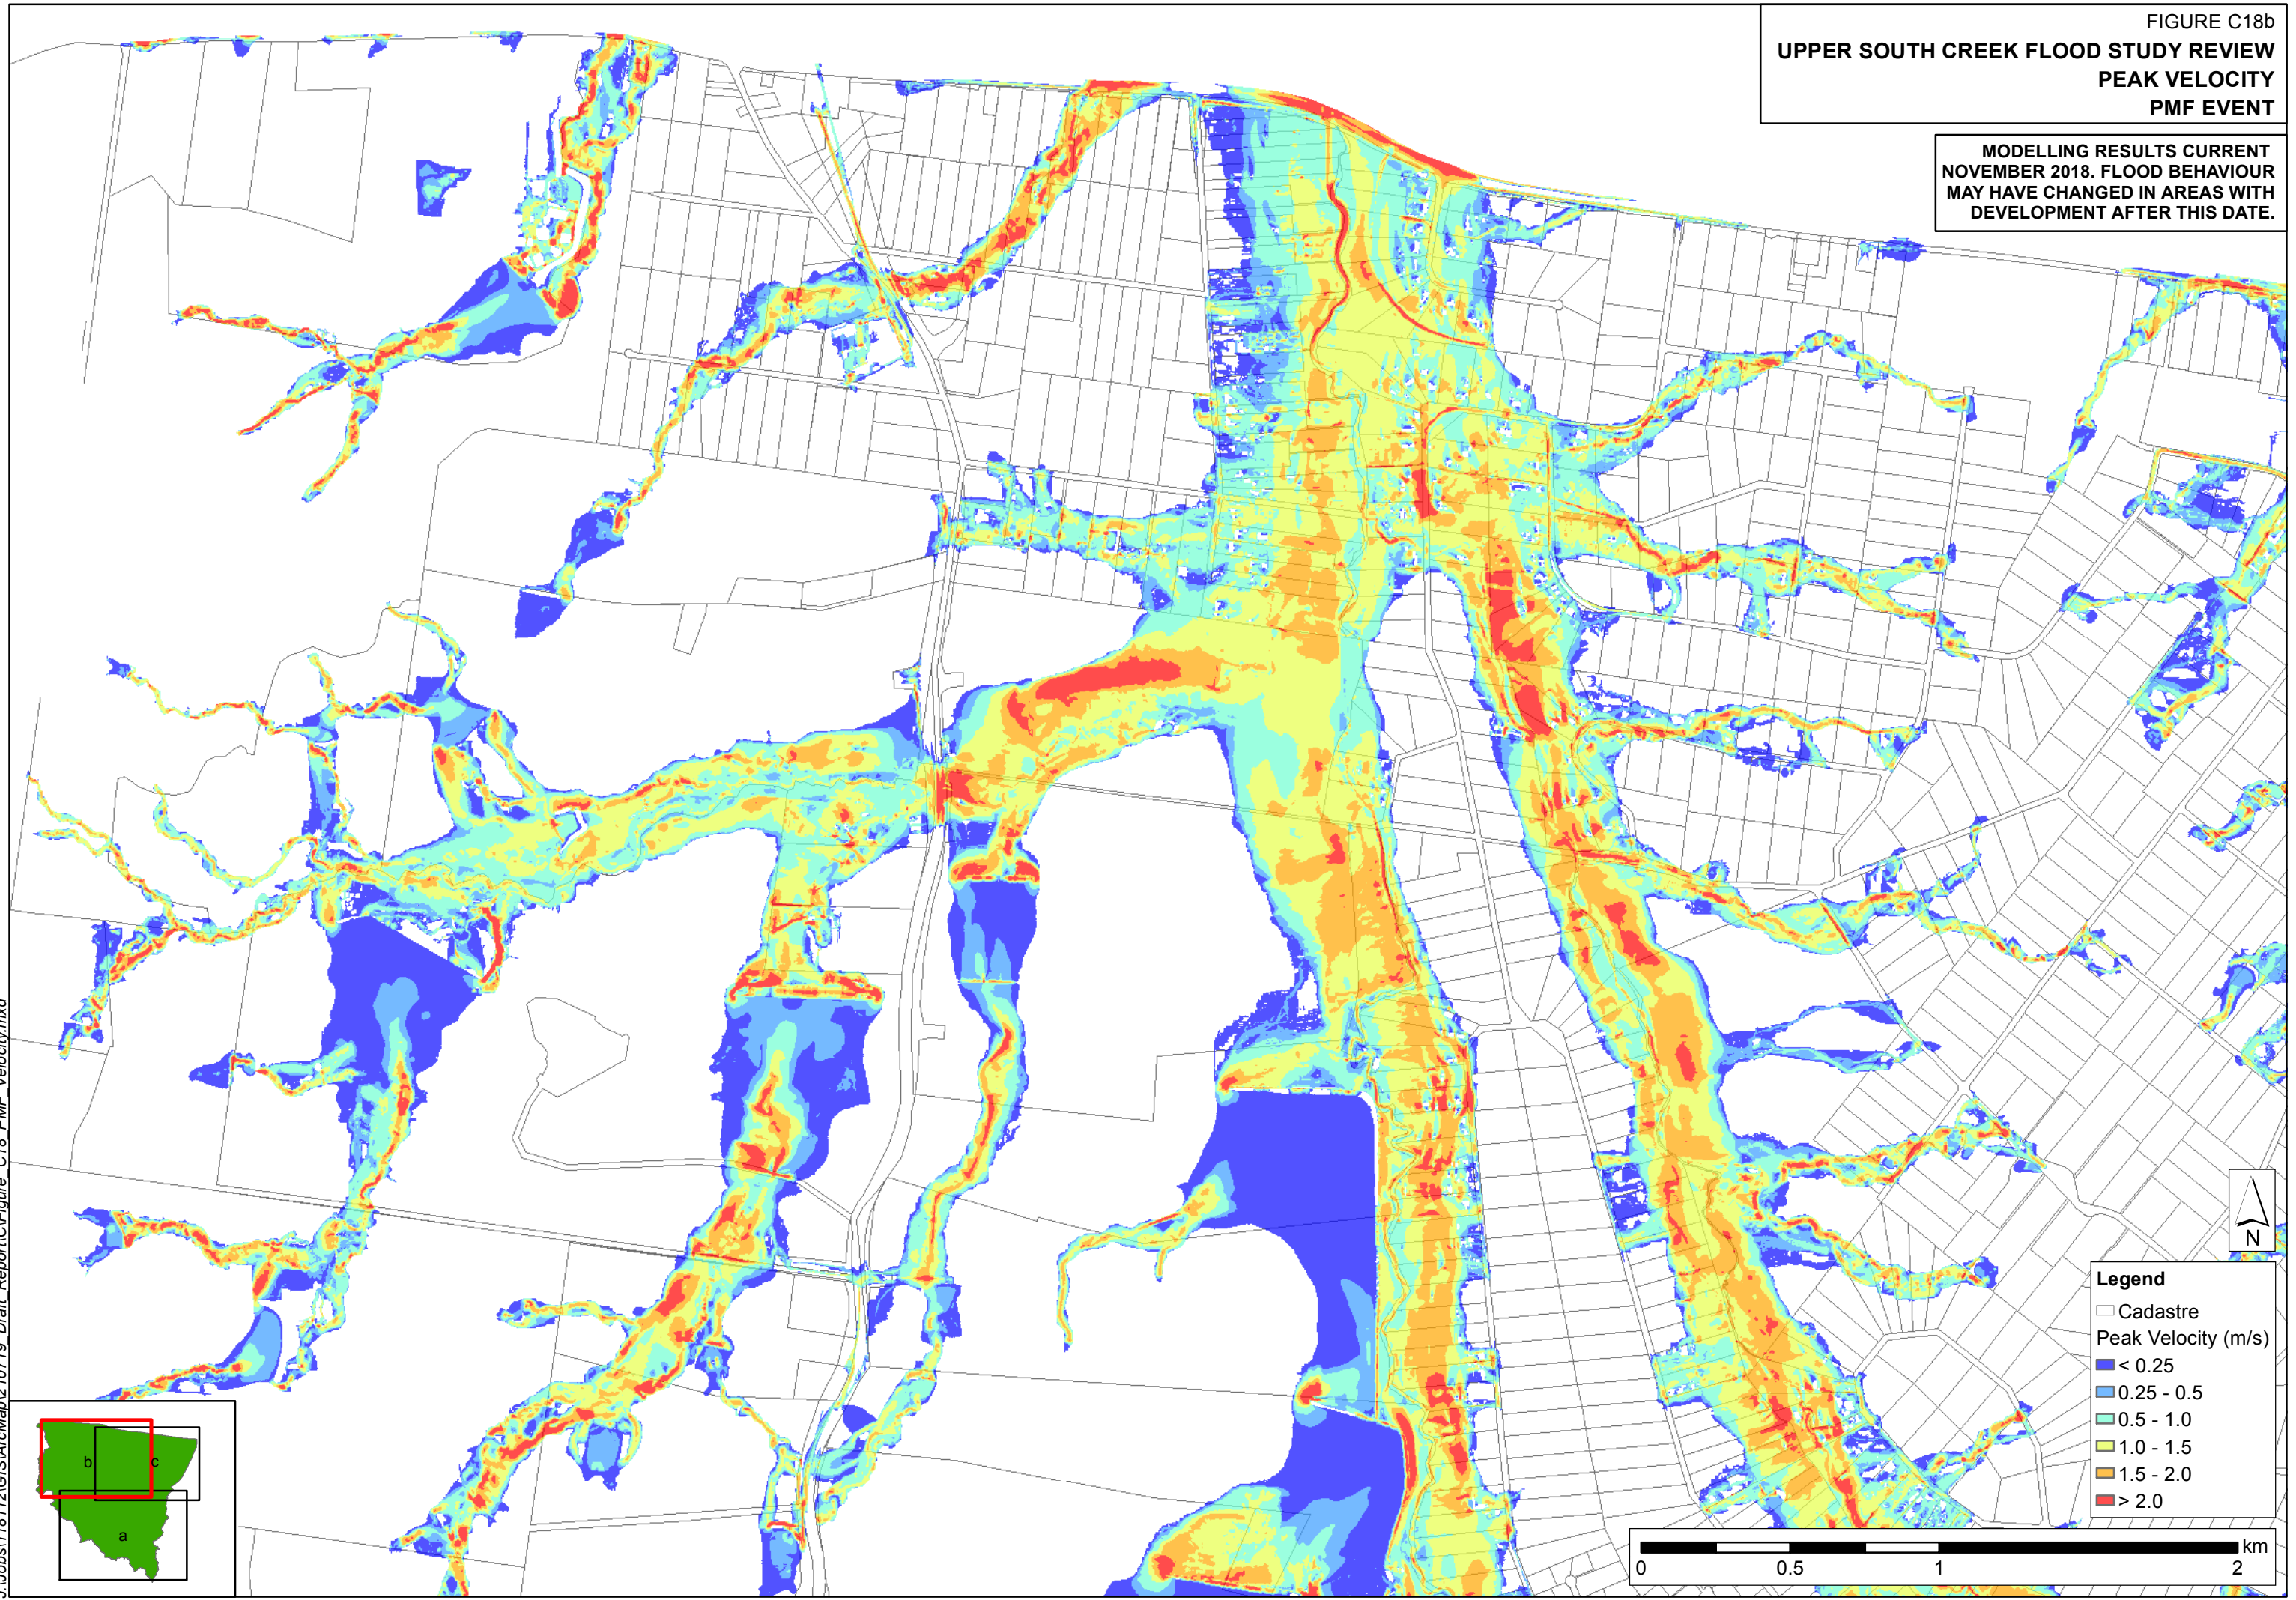 FIGURE C18b
UPPER SOUTH CREEK FLOOD STUDY REVIEW
PEAK VELOCITY
PMF EVENT
MODELLING RESULTS CURRENT
NOVEMBER 2018. FLOOD BEHAVIOUR
MAY HAVE CHANGED IN AREAS WITH
DEVELOPMENT AFTER THIS DATE.
N
Legend
Cadastre
Peak Velocity (m/s)
< 0.25
0.25 - 0.5
0.5 - 1.0
1.0 - 1.5
1.5 - 2.0
> 2.0
km
0 0.5 1 2
b c
a